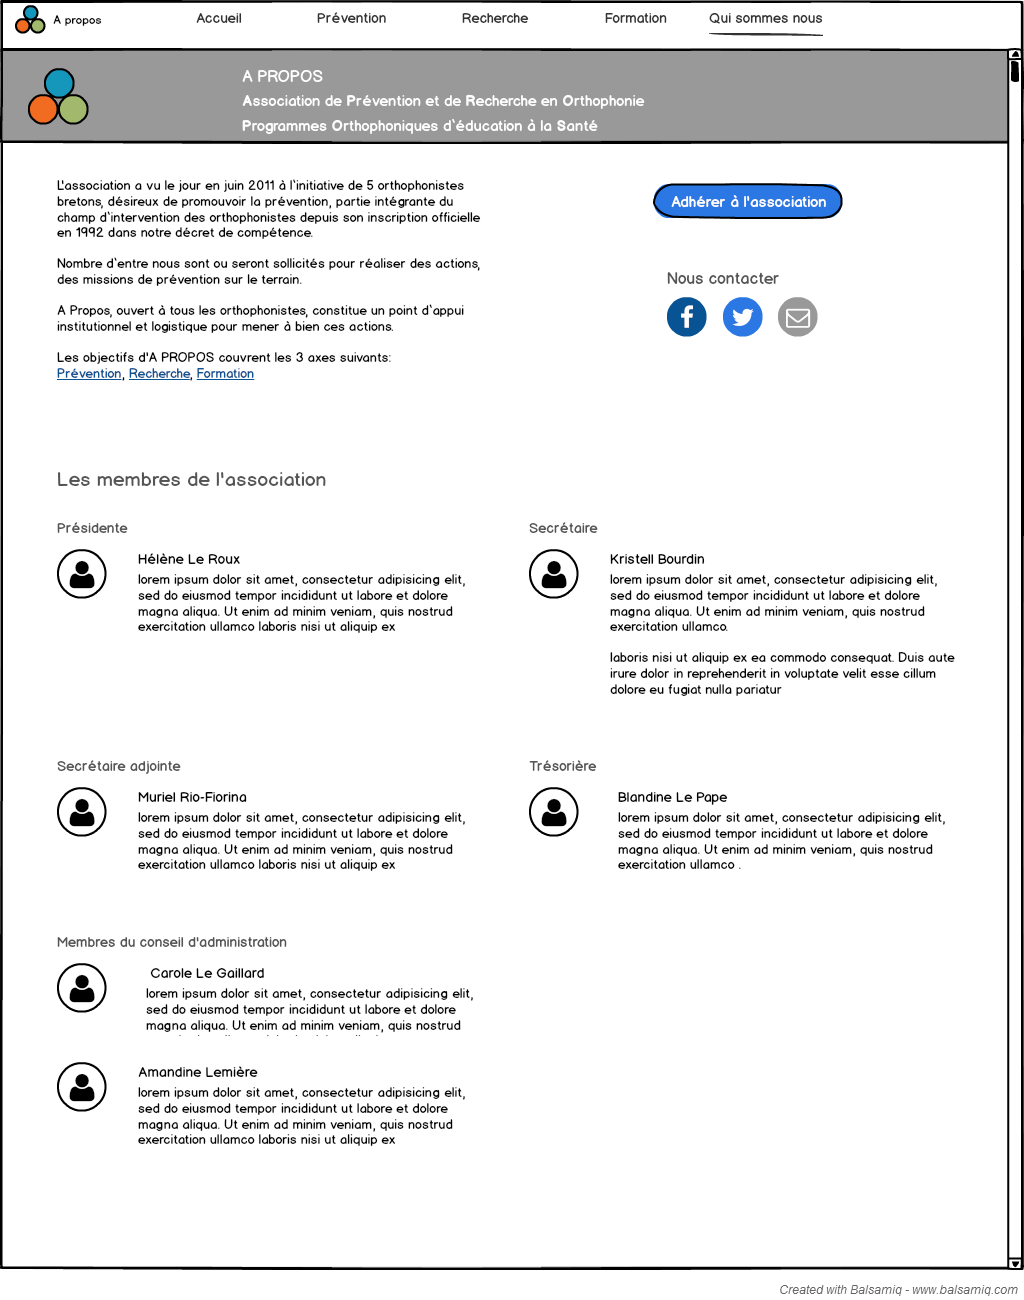 A propos
Accueil
Prévention
Recherche
Formation
Qui sommes nous
A PROPOS
Association de Prévention et de Recherche en Orthophonie
Programmes Orthophoniques d`éducation à la Santé
L'association a vu le jour en juin 2011 à l`initiative de 5 orthophonistes
bretons, désireux de promouvoir la prévention, partie intégrante du
champ d`intervention des orthophonistes depuis son inscription officielle
en 1992 dans notre décret de compétence.
Nombre d`entre nous sont ou seront sollicités pour réaliser des actions,
des missions de prévention sur le terrain.
A Propos, ouvert à tous les orthophonistes, constitue un point d`appui
institutionnel et logistique pour mener à bien ces actions.
Les objectifs d'A PROPOS couvrent les 3 axes suivants:
Prévention, Recherche, Formation
Adhérer à l'association
Nous contacter
Les membres de l'association
Présidente
Hélène Le Roux
lorem ipsum dolor sit amet, consectetur adipisicing elit,
sed do eiusmod tempor incididunt ut labore et dolore
magna aliqua. Ut enim ad minim veniam, quis nostrud
exercitation ullamco laboris nisi ut aliquip ex
Secrétaire
Kristell Bourdin
lorem ipsum dolor sit amet, consectetur adipisicing elit,
sed do eiusmod tempor incididunt ut labore et dolore
magna aliqua. Ut enim ad minim veniam, quis nostrud
exercitation ullamco.
laboris nisi ut aliquip ex ea commodo consequat. Duis aute
irure dolor in reprehenderit in voluptate velit esse cillum
dolore eu fugiat nulla pariatur
Secrétaire adjointe
Muriel Rio-Fiorina
lorem ipsum dolor sit amet, consectetur adipisicing elit,
sed do eiusmod tempor incididunt ut labore et dolore
magna aliqua. Ut enim ad minim veniam, quis nostrud
exercitation ullamco laboris nisi ut aliquip ex
Trésorière
Blandine Le Pape
lorem ipsum dolor sit amet, consectetur adipisicing elit,
sed do eiusmod tempor incididunt ut labore et dolore
magna aliqua. Ut enim ad minim veniam, quis nostrud
exercitation ullamco .
Membres du conseil d'administration
Carole Le Gaillard
lorem ipsum dolor sit amet, consectetur adipisicing elit,
sed do eiusmod tempor incididunt ut labore et dolore
magna aliqua. Ut enim ad minim veniam, quis nostrud
Amandine Lemière
lorem ipsum dolor sit amet, consectetur adipisicing elit,
sed do eiusmod tempor incididunt ut labore et dolore
magna aliqua. Ut enim ad minim veniam, quis nostrud
exercitation ullamco laboris nisi ut aliquip ex
Created with Balsamiq - www.balsamiq.com